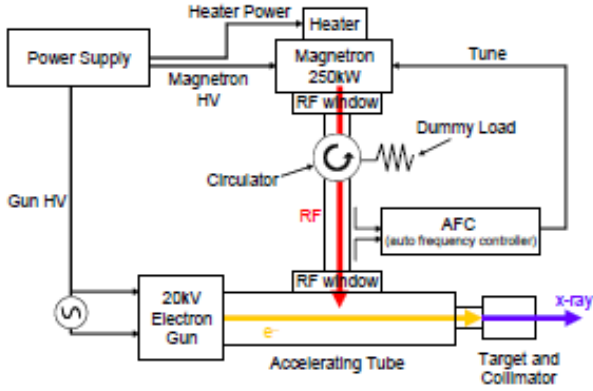 Heater Power
Heater
Power Supply
Magnetron
250kW
Tune
Magnetron
HV
RF window
Dummy Load
Circulator
Gun HV
RF
AFC
(auto frequency controller)
RF window
20kV
Electron
Gun
e-
x-ray
Accelerating Tube
Target and
Collimator